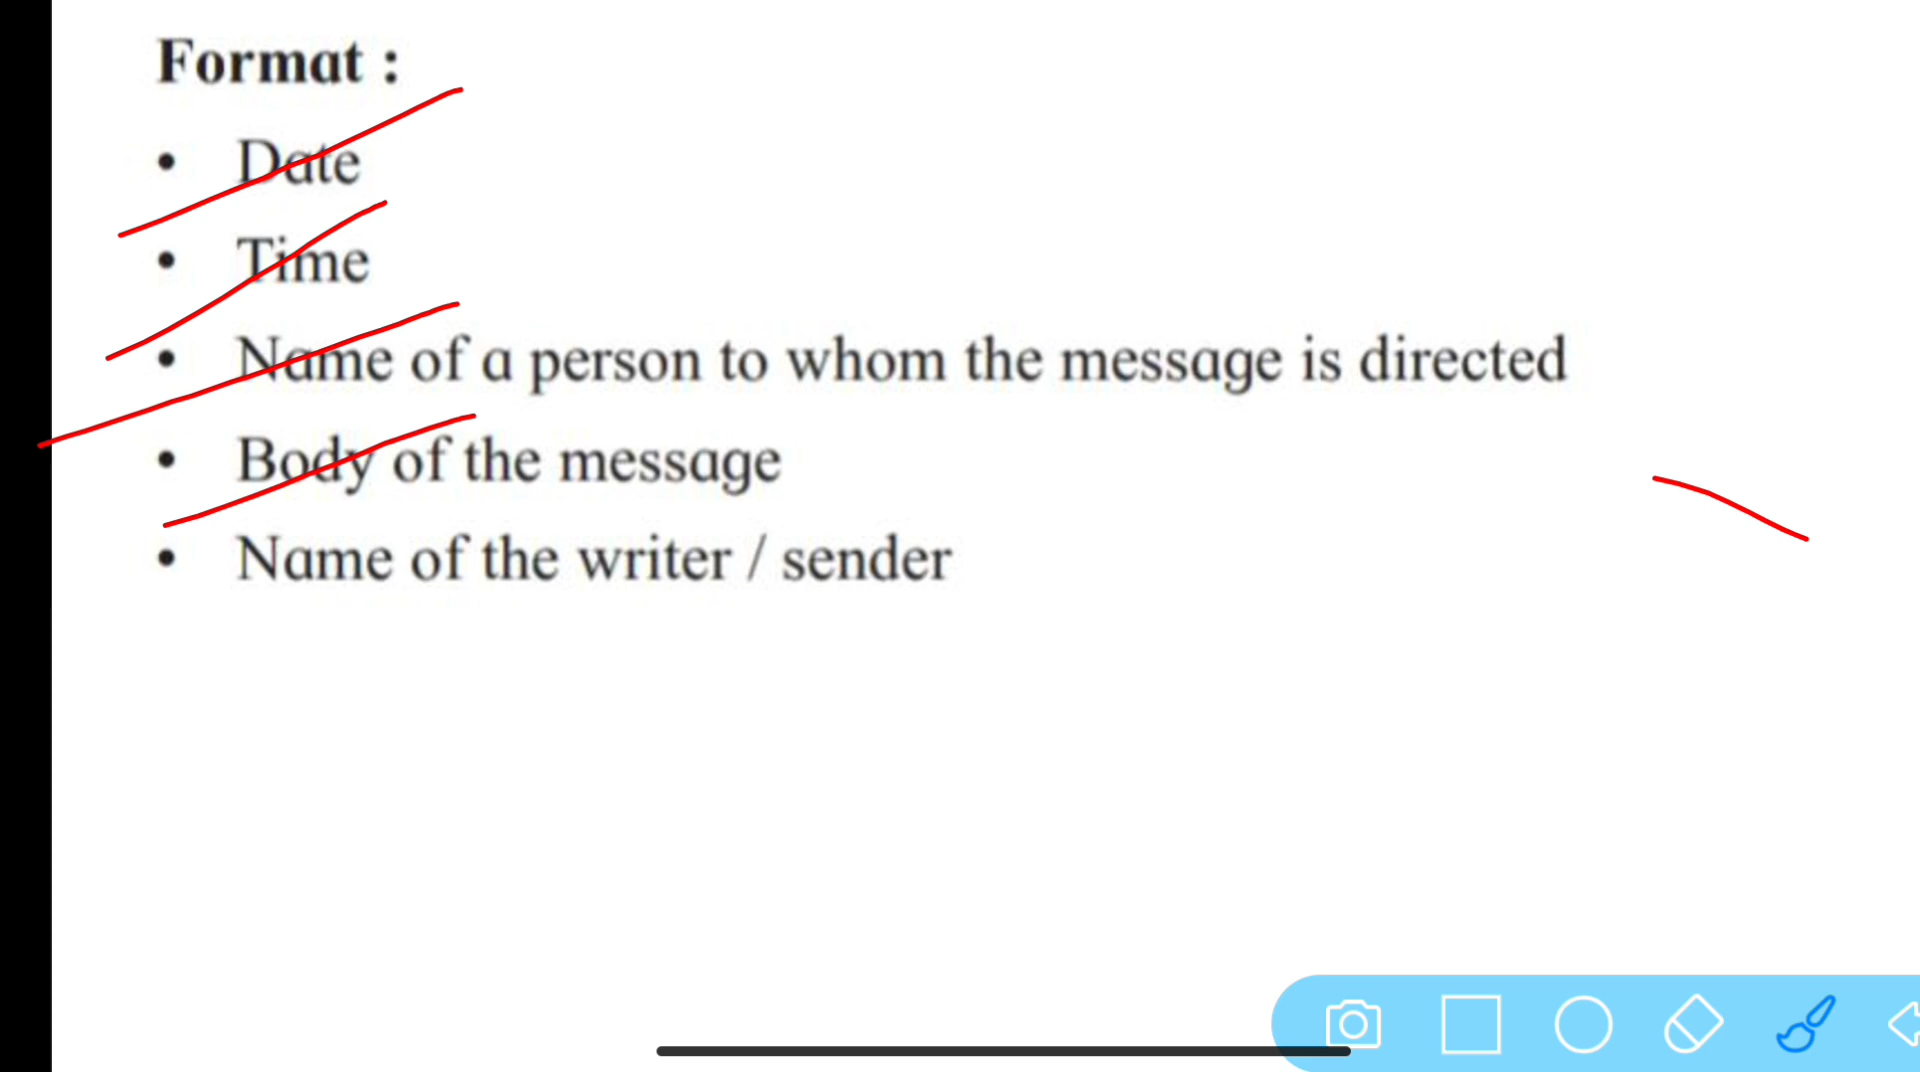 Format :
• Date
• Time
• Name of a person to whom the message is directed
• Body of the message
• Name of the writer / sender